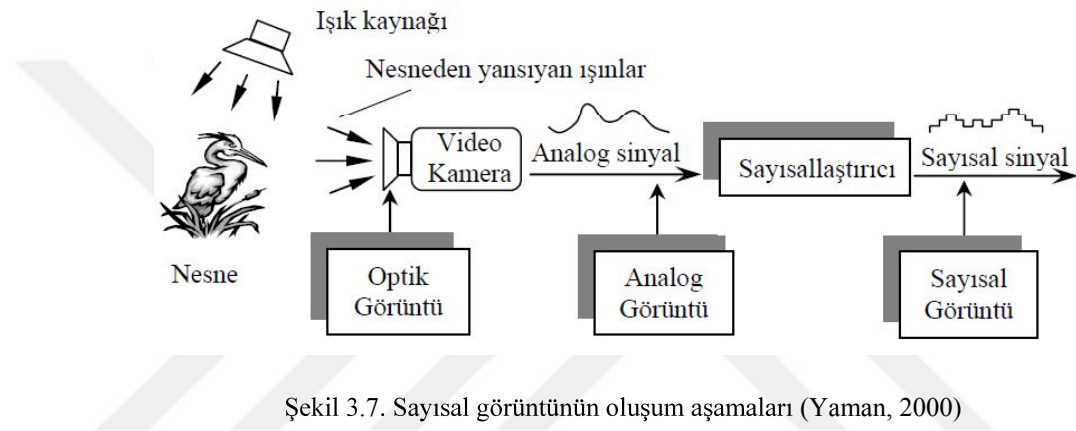 Işık kaynağı
Nesneden yansıyan ışınlar
Video
Kamera
Analog sinyal
Sayısallaştırıcı
Sayısal sinyal
Nesne
Optik
Görüntü
Analog
Görüntü
Sayısal
Görüntü
Şekil 3.7. Sayısal görüntünün oluşum aşamaları (Yaman, 2000)